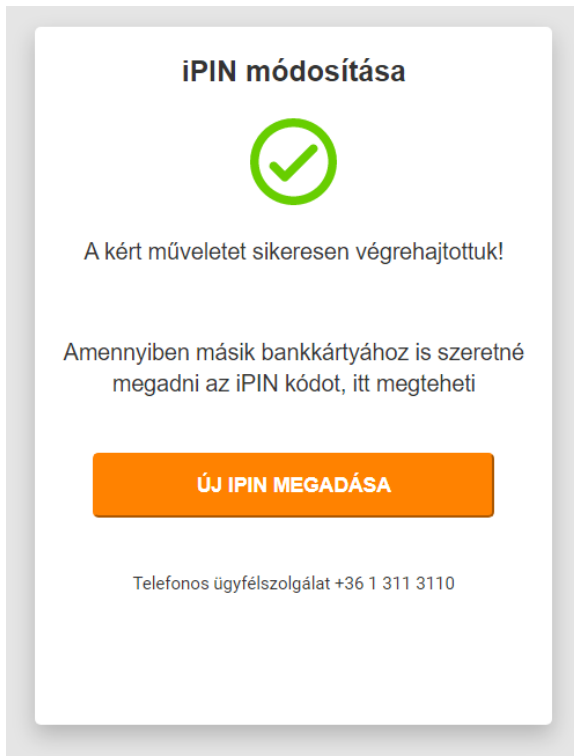 iPIN módosítása
A kért műveletet sikeresen végrehajtottuk!
Amennyiben másik bankkártyához is szeretné
megadni az iPIN kódot, itt megteheti
ÚJ IPIN MEGADÁSA
Telefonos ügyfélszolgálat +36 1 311 3110